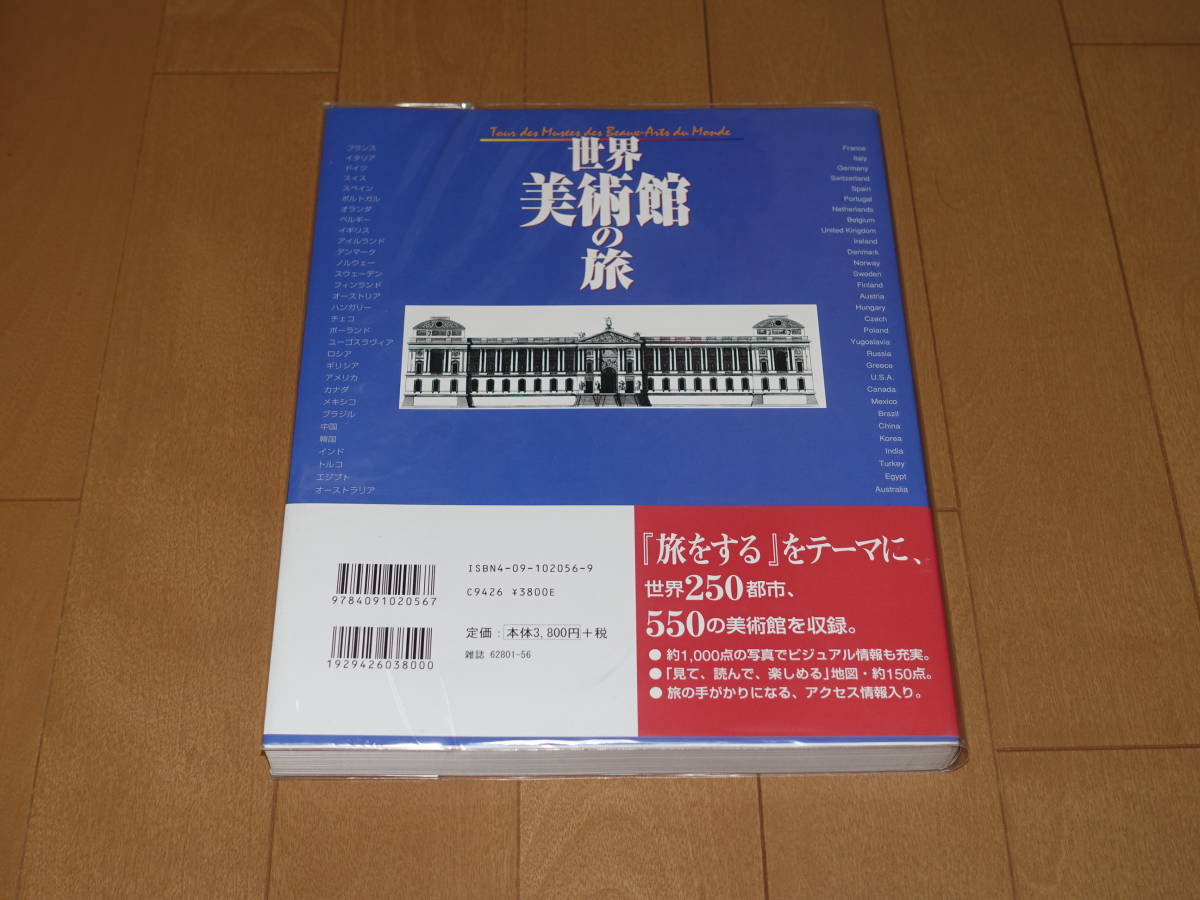 Tour des Musées des Beaux-Arts du Monde
世界
美術館
の
旅
フランス
イタリア
ドイツ
スイス
スペイン
ポルトガル
オランダ
ベルギー
イギリス
アイルランド
デンマーク
ノルウェー
スウェーデン
フィンランド
オーストリア
ハンガリー
チェコ
ポーランド
ユーゴスラヴィア
ロシア
ギリシア
アメリカ
カナダ
メキシコ
ブラジル
中国
韓国
インド
トルコ
エジプト
オーストラリア
France
Italy
Germany
Switzerland
Spain
Portugal
Netherlands
Belgium
United Kingdom
Ireland
Denmark
Norway
Sweden
Finland
Austria
Hungary
Czech
Poland
Yugoslavia
Russia
Greece
U.S.A.
Canada
Mexico
Brazil
China
Korea
India
Turkey
Egypt
Australia
9784091020567
1929426038000
ISBN4-09-102056-9
C9426 ¥3800E
定価:本体3,800円+税
雑誌 62801-56
『旅をする』をテーマに、
世界250都市、
550の美術館を収録。
●約1,000点の写真でビジュアル情報も充実。
●「見て、読んで、楽しめる」地図・約150点。
●旅の手がかりになる、アクセス情報入り。